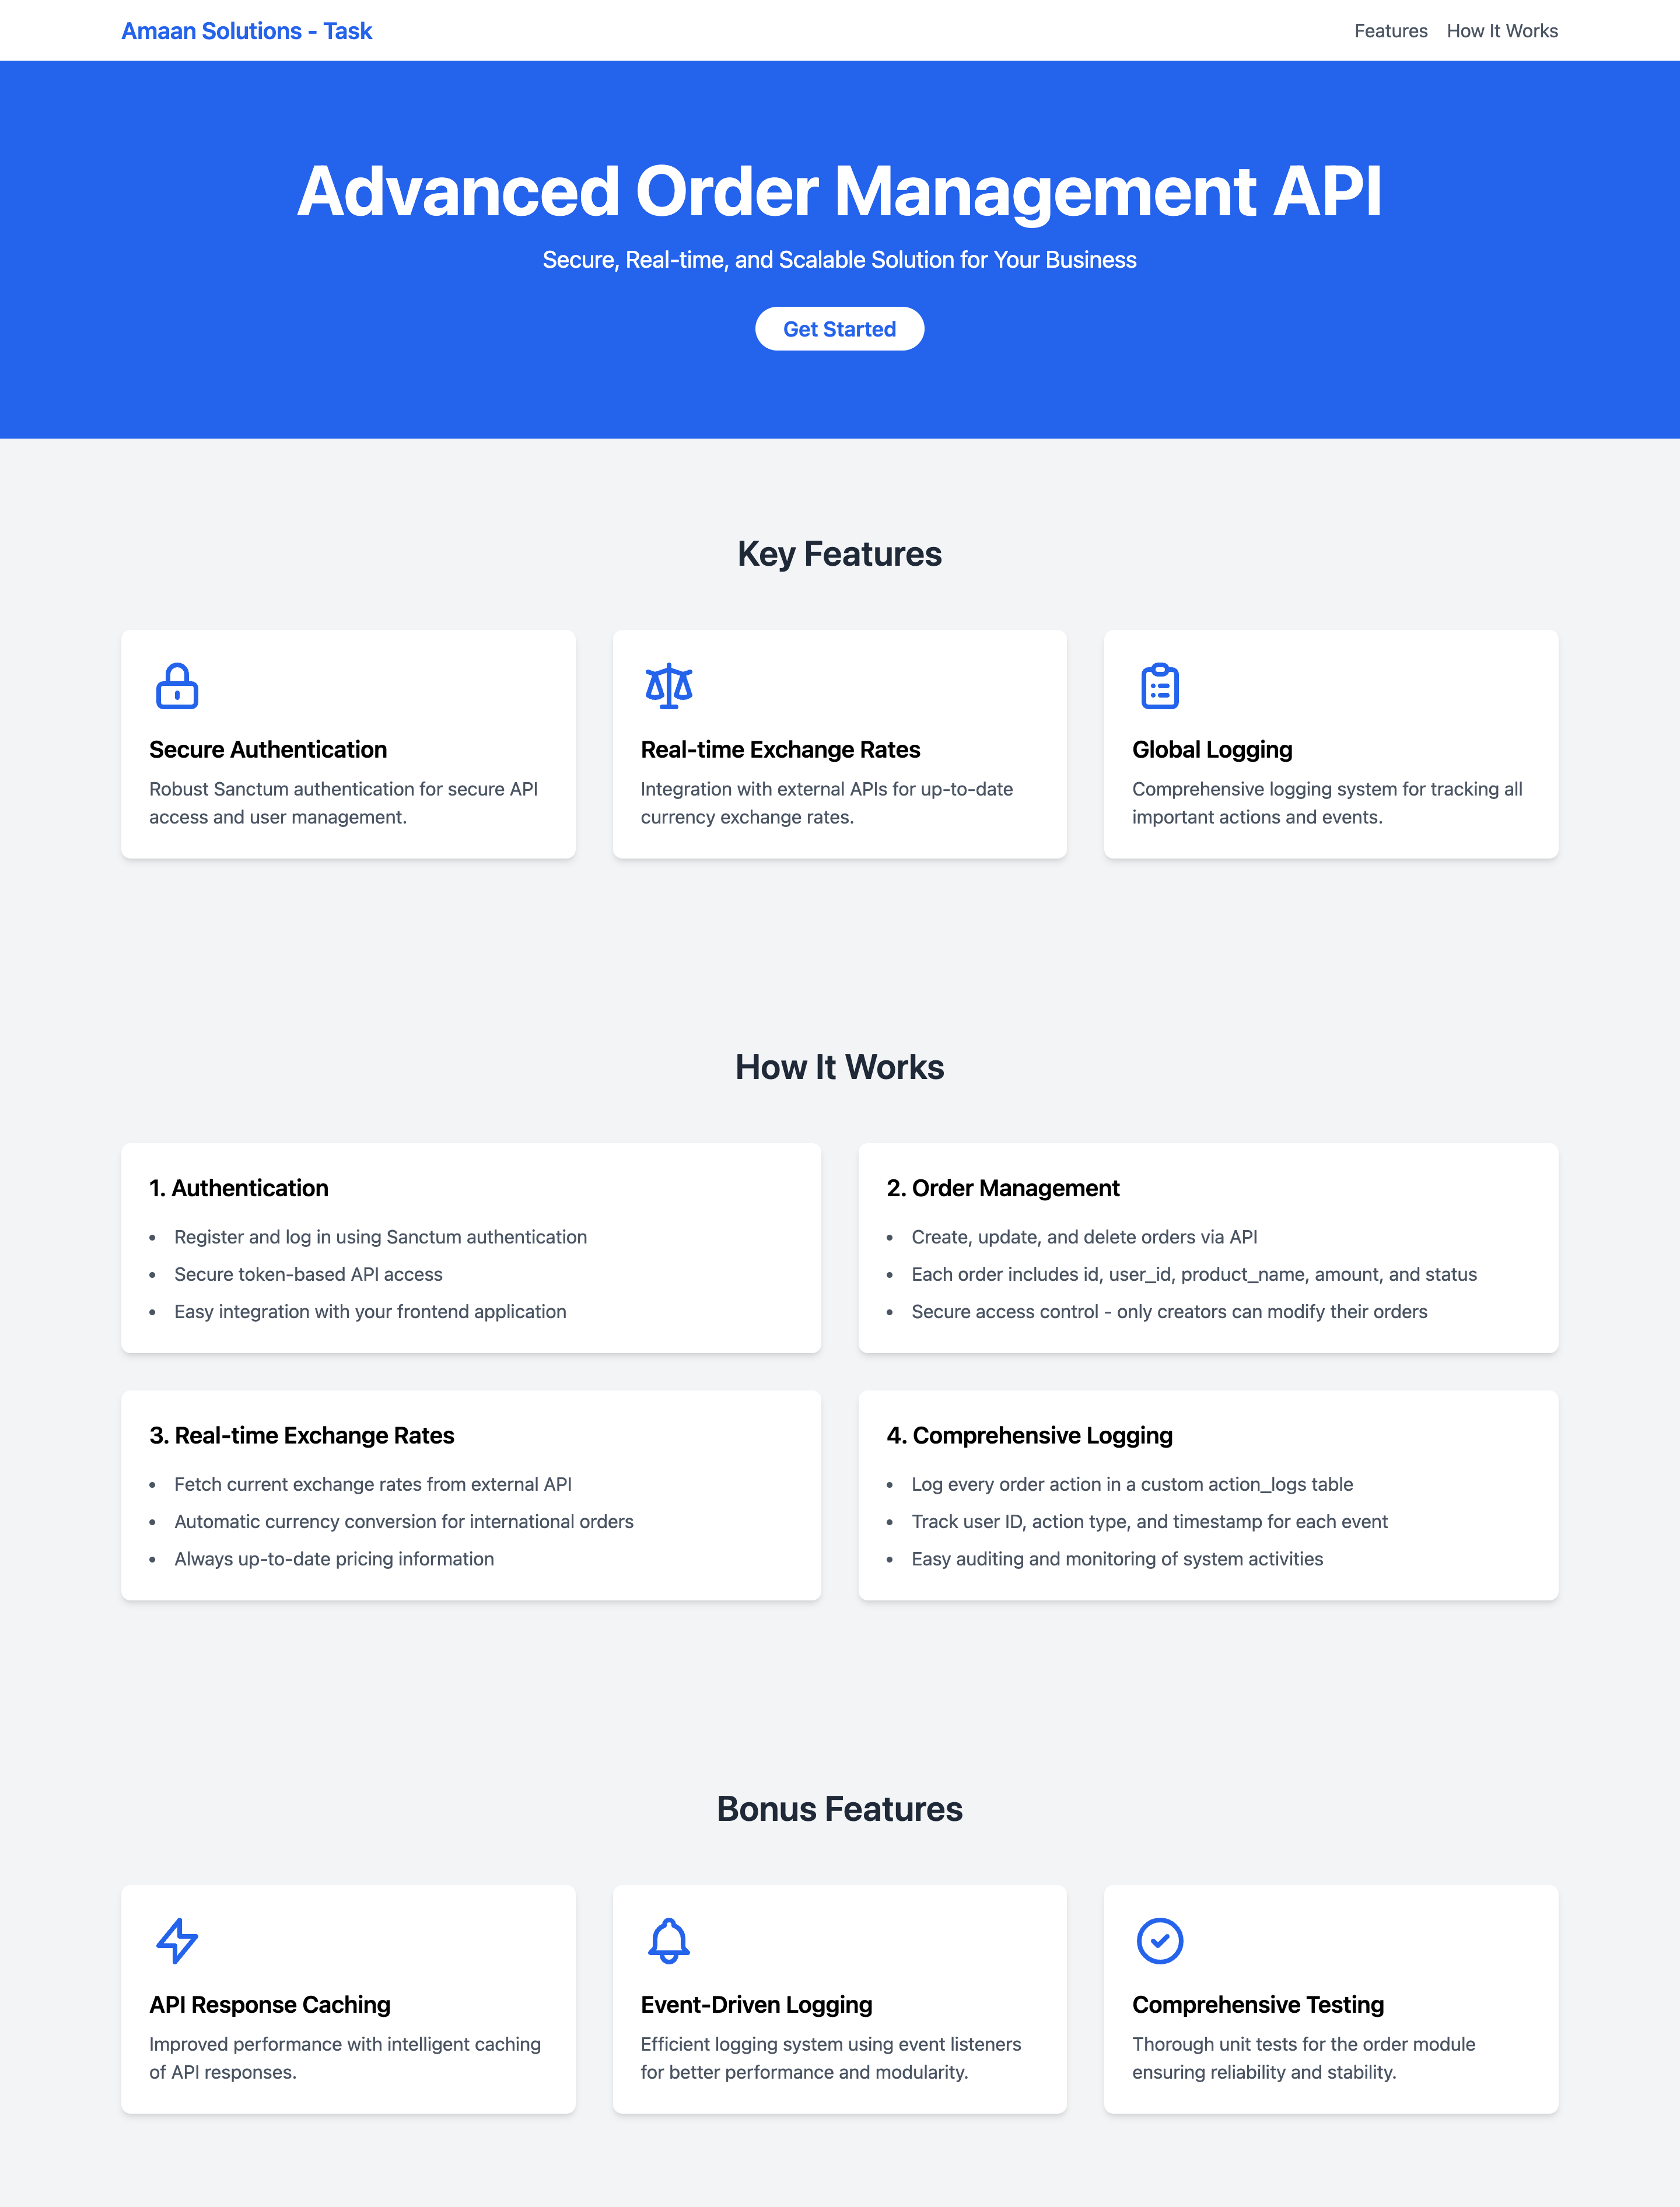 Amaan Solutions - Task
Features
How It Works
Advanced Order Management API
Secure, Real-time, and Scalable Solution for Your Business
Get Started
Key Features
Secure Authentication
Robust Sanctum authentication for secure API
access and user management.
Real-time Exchange Rates
Integration with external APIs for up-to-date
currency exchange rates.
Global Logging
Comprehensive logging system for tracking all
important actions and events.
How It Works
1. Authentication
• Register and log in using Sanctum authentication
• Secure token-based API access
• Easy integration with your frontend application
2. Order Management
• Create, update, and delete orders via API
• Each order includes id, user_id, product_name, amount, and status
• Secure access control - only creators can modify their orders
3. Real-time Exchange Rates
• Fetch current exchange rates from external API
• Automatic currency conversion for international orders
• Always up-to-date pricing information
4. Comprehensive Logging
• Log every order action in a custom action_logs table
• Track user ID, action type, and timestamp for each event
• Easy auditing and monitoring of system activities
Bonus Features
API Response Caching
Improved performance with intelligent caching
of API responses.
Event-Driven Logging
Efficient logging system using event listeners
for better performance and modularity.
Comprehensive Testing
Thorough unit tests for the order module
ensuring reliability and stability.